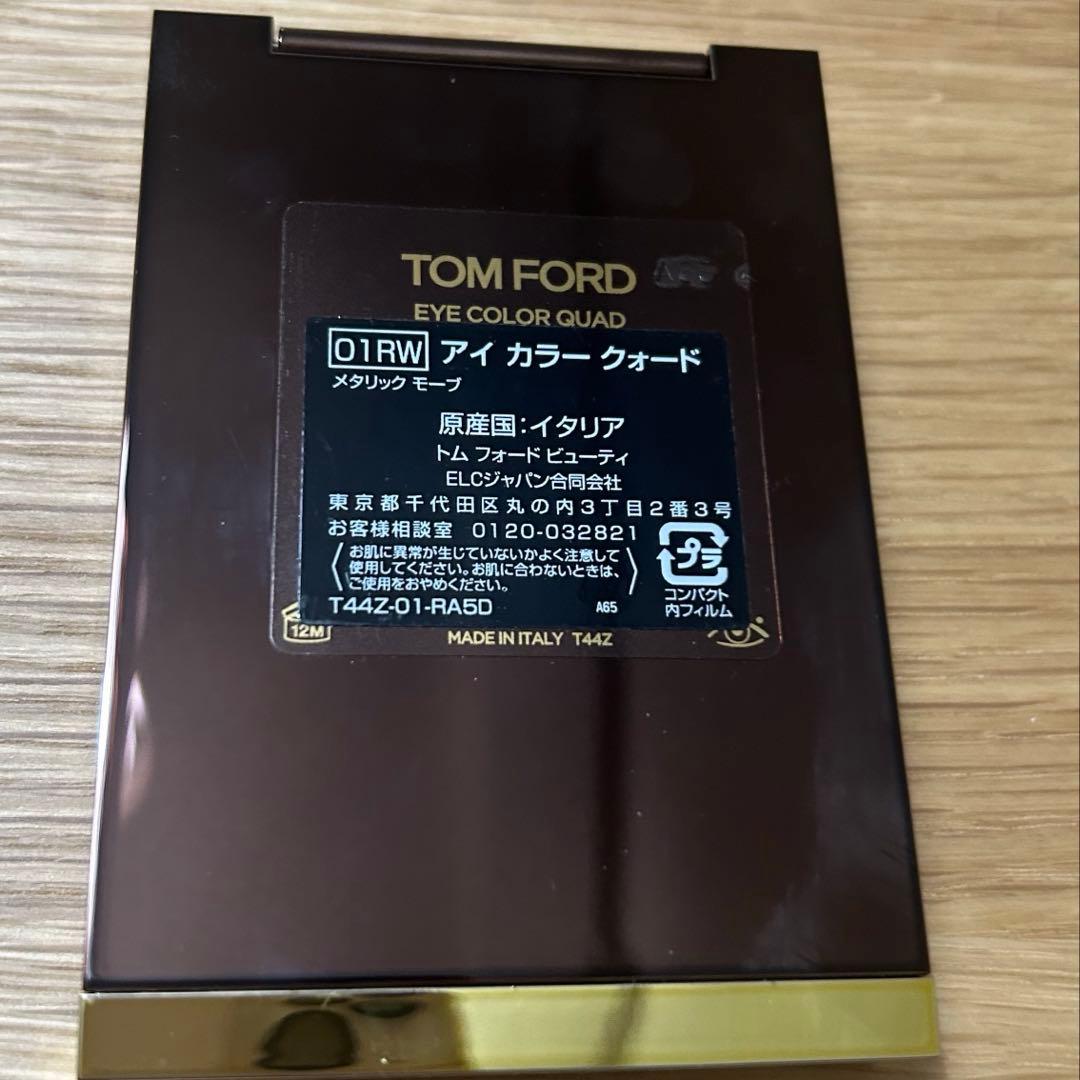 TOM FORD
EYE COLOR QUAD
01RW アイ カラー クォード
メタリック モーブ
原産国:イタリア
トム フォード ビューティ
ELCジャパン合同会社
東京都千代田区丸の内3丁目2番3号
お客様相談室 0120-032821
お肌に異常が生じていないかよく注意して
使用してください。お肌に合わないときは、
ご使用をおやめください。
プラ
コンパクト
内フィルム
T44Z-01-RA5D A65
12M
MADE IN ITALY T44Z